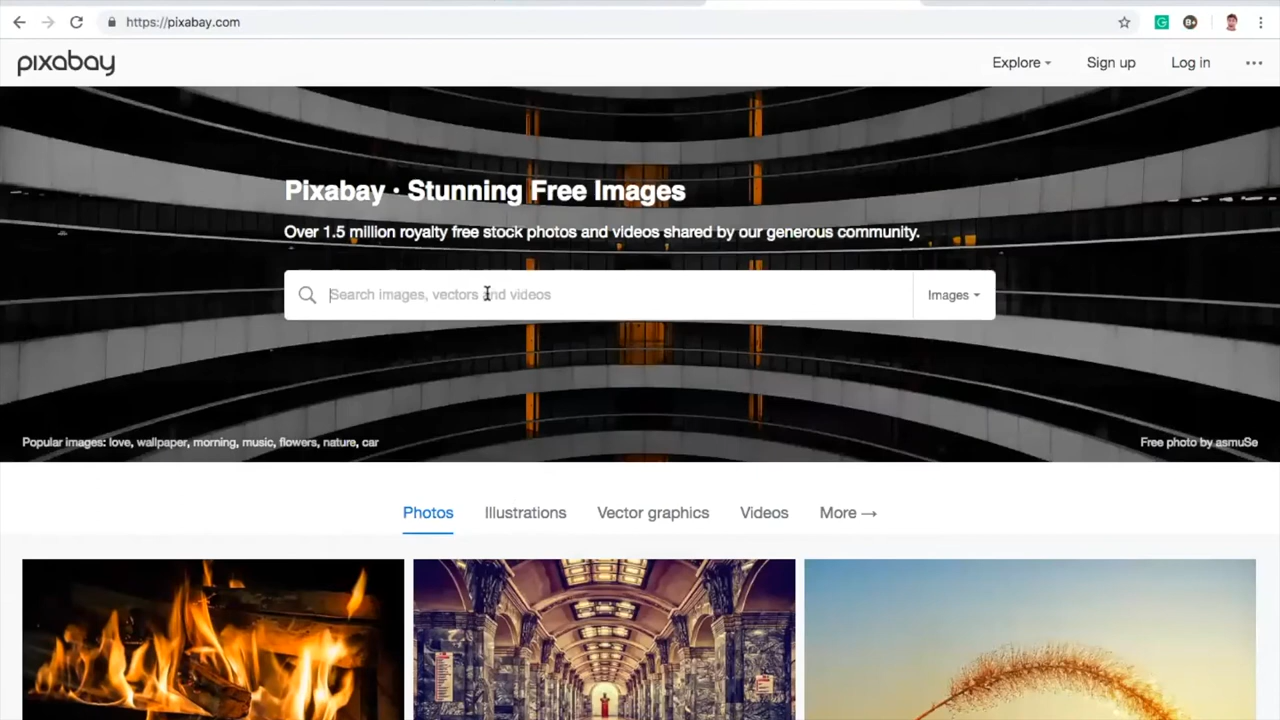 https://pixabay.com
pixabay
Explore
Sign up
Log in
Pixabay · Stunning Free Images
Over 1.5 million royalty free stock photos and videos shared by our generous community.
Search images, vectors and videos
Images
Popular images: love, wallpaper, morning, music, flowers, nature, car
Free photo by asmuSe
Photos
Illustrations
Vector graphics
Videos
More →